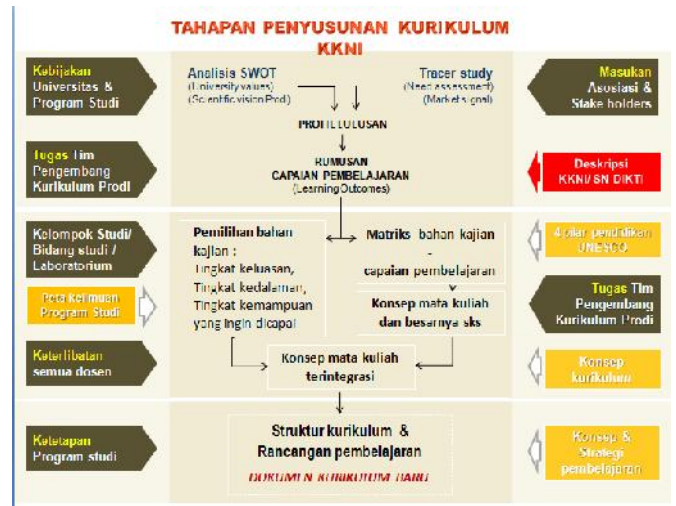 TAHAPAN PENYUSUNAN KURIKULUM
KKNI
Kebijakan
Universitas &
Program Studi
Analisis SWOT
(University values)
(Scientific vision Prodi)
Tracer study
(Need assessment)
(Market signal)
Masukan
Asosiasi &
Stake holders
PROFIL LULUSAN
Tugas Tim
Pengembang
Kurikulum Prodi
RUMUSAN
CAPAIAN PEMBELAJARAN
(Learning Outcomes)
Deskripsi
KKNI/SN DIKTI
Kelompok Studi/
Bidang studi /
Laboratorium
Pemilihan bahan
kajian :
Tingkat keluasan,
Tingkat kedalaman,
Tingkat kemampuan
yang ingin dicapai
Matriks bahan kajian
-
capaian pembelajaran
4 pilar pendidikan
UNESCO
Peta keilmuan
Program Studi
Konsep mata kuliah
dan besarnya sks
Tugas Tim
Pengembang
Kurikulum Prodi
Keterlibatan
semua dosen
Konsep mata kuliah
terintegrasi
Konsep
kurikulum
Ketetapan
Program studi
Struktur kurikulum &
Rancangan pembelajaran
DOKUMEN KURIKULUM BARU
Konsep &
Strategi
pembelajaran